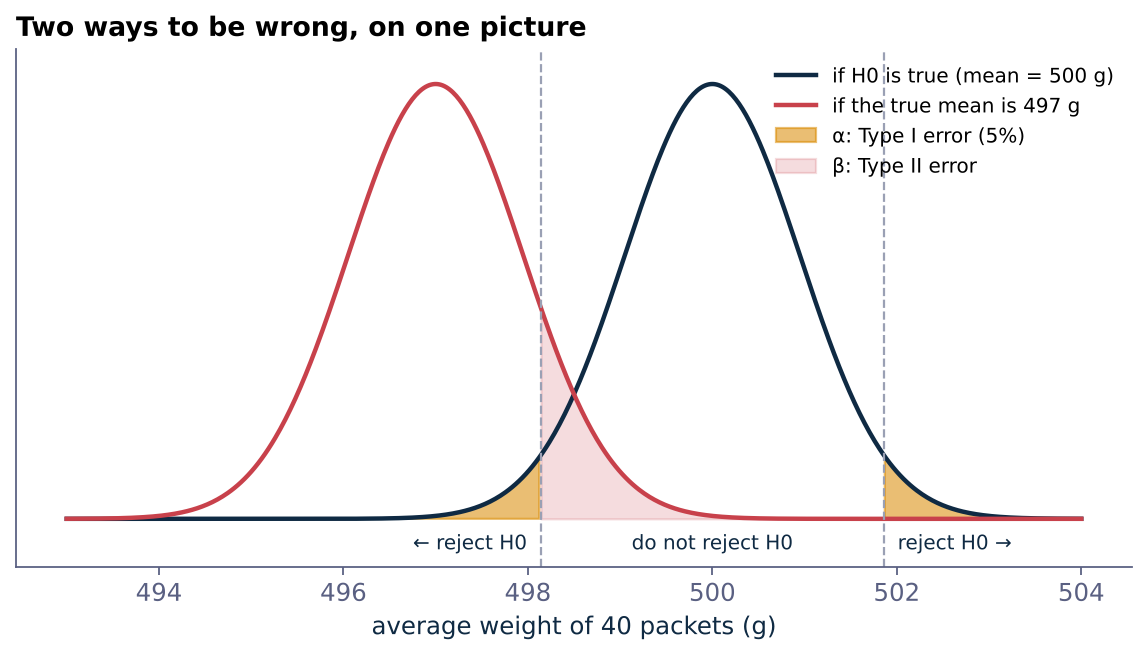 Two ways to be wrong, on one picture
if H0 is true (mean = 500 g)
if the true mean is 497 g
α: Type I error (5%)
β: Type II error
← reject H0
do not reject H0
reject H0 →
494
496
498
500
502
504
average weight of 40 packets (g)